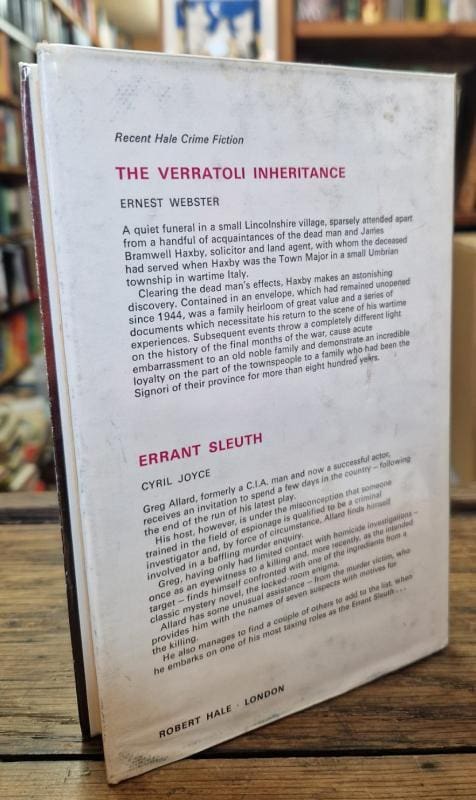 Recent Hale Crime Fiction
THE VERRATOLI INHERITANCE
ERNEST WEBSTER
A quiet funeral in a small Lincolnshire village, sparsely attended apart
from a handful of acquaintances of the dead man and James
Bramwell Haxby, solicitor and land agent, with whom the deceased
had served when Haxby was the Town Major in a small Umbrian
township in wartime Italy.
Clearing the dead man's effects, Haxby makes an astonishing
discovery. Contained in an envelope, which had remained unopened
since 1944, was a family heirloom of great value and a series of
documents which necessitate his return to the scene of his wartime
experiences. Subsequent events throw a completely different light
on the history of the final months of the war, cause acute
embarrassment to an old noble family and demonstrate an incredible
loyalty on the part of the townspeople to a family who had been the
Signori of their province for more than eight hundred years.
ERRANT SLEUTH
CYRIL JOYCE
Greg Allard, formerly a C.I.A. man and now a successful actor,
receives an invitation to spend a few days in the country – following
the end of the run of his latest play.
His host, however, is under the misconception that someone
trained in the field of espionage is qualified to be a criminal
investigator and, by force of circumstance, Allard finds himself
involved in a baffling murder enquiry.
Greg, having only had limited contact with homicide investigations –
once as an eyewitness to a killing and, more recently, as the intended
target – finds himself confronted with one of the ingredients from a
classic mystery novel, the locked-room enigma.
Allard has some unusual assistance – from the murder victim, who
provides him with the names of seven suspects with motives for
the killing.
He also manages to find a couple of others to add to the list, when
he embarks on one of his most taxing roles as the Errant Sleuth . . .
ROBERT HALE · LONDON